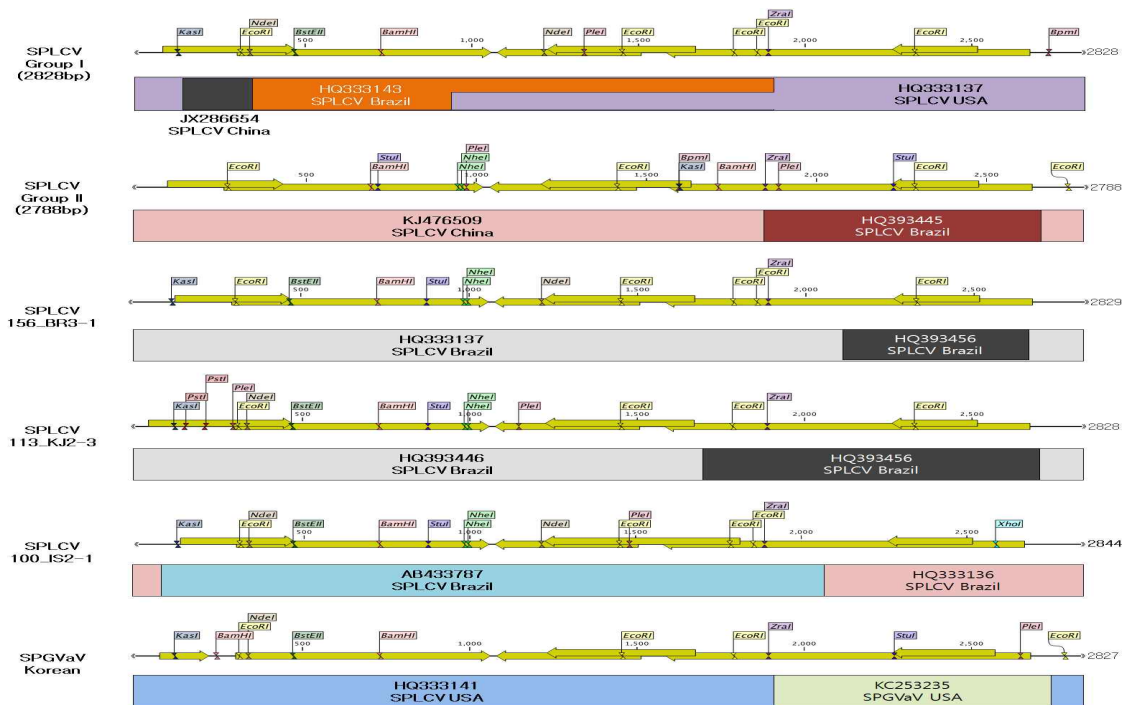 ZraI
NdeI EcoRI
KasI EcoRI BstEII BamHI NdeI PleI EcoRI EcoRI BpmI
500 1,000 1,500 2,000 2,500
2828
SPLCV
Group I
(2828bp)
HQ333143 HQ333137
SPLCV Brazil SPLCV USA
JX286654
SPLCV China
PleI
StuI NheI BpmI ZraI StuI
EcoRI BamHI NheI EcoRI KasI BamHI PleI EcoRI EcoRI
500 1,000 1,500 2,000 2,500
2788
SPLCV
Group II
(2788bp)
KJ476509 HQ393445
SPLCV China SPLCV Brazil
ZraI
NheI EcoRI
KasI EcoRI BstEII BamHI StuI NheI NdeI EcoRI EcoRI EcoRI
500 1,000 1,500 2,000 2,500
2829
SPLCV
156_BR3-1
HQ333137 HQ393456
SPLCV Brazil SPLCV Brazil
PstI
PstI PleI
KasI NdeI NheI ZraI
EcoRI BstEII BamHI StuI NheI PleI EcoRI EcoRI EcoRI
500 1,000 1,500 2,000 2,500
2828
SPLCV
113_KJ2-3
HQ393446 HQ393456
SPLCV Brazil SPLCV Brazil
ZraI
NdeI NheI PleI EcoRI
KasI EcoRI BstEII BamHI StuI NheI NdeI EcoRI EcoRI XhoI
500 1,000 1,500 2,000 2,500
2844
SPLCV
100_IS2-1
AB433787 HQ333136
SPLCV Brazil SPLCV Brazil
NdeI
EcoRI ZraI
KasI BamHI BstEII BamHI EcoRI EcoRI StuI PleI EcoRI
500 1,000 1,500 2,000 2,500
2827
SPGVaV
Korean
HQ333141 KC253235
SPLCV USA SPGVaV USA